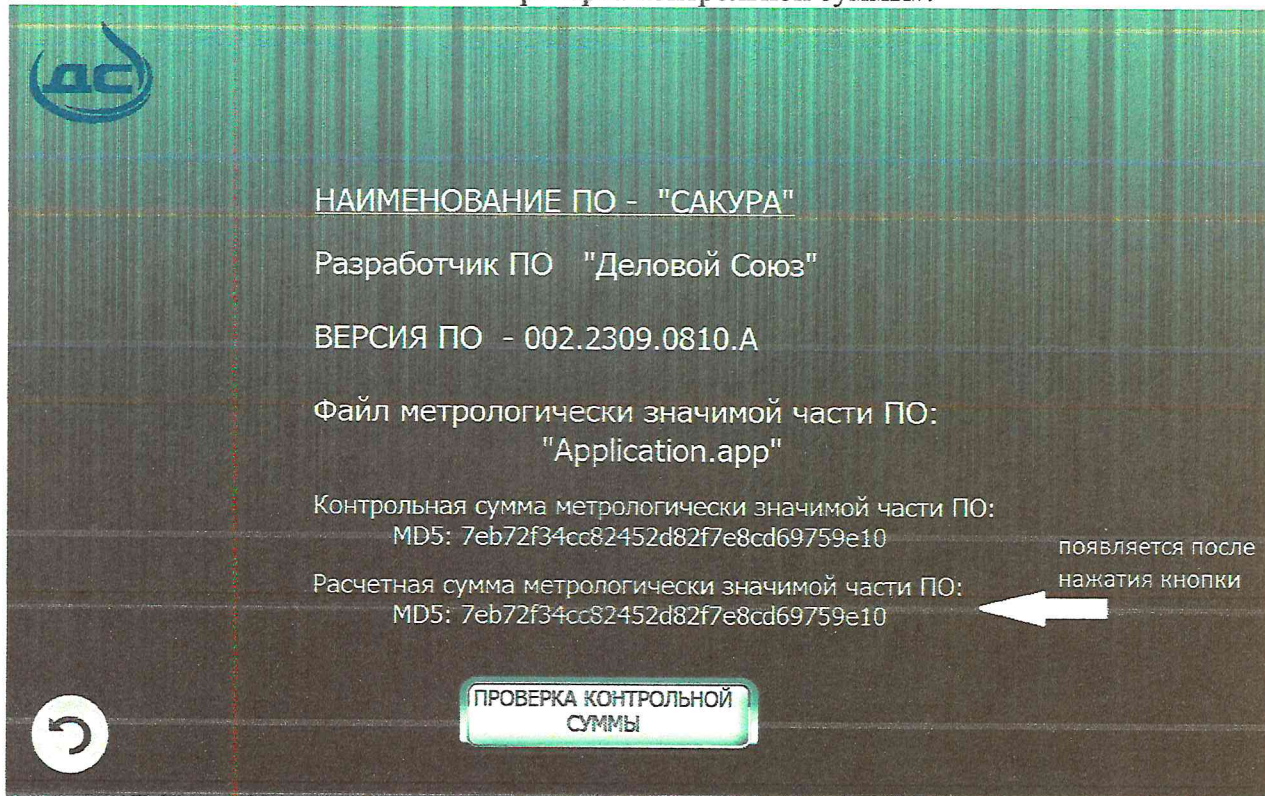 ДС
НАИМЕНОВАНИЕ ПО - "САКУРА"
Разработчик ПО "Деловой Союз"
ВЕРСИЯ ПО - 002.2309.0810.А
Файл метрологически значимой части ПО:
"Application.app"
Контрольная сумма метрологически значимой части ПО:
MD5: 7eb72f34cc82452d82f7e8cd69759e10
Расчетная сумма метрологически значимой части ПО:
MD5: 7eb72f34cc82452d82f7e8cd69759e10
появляется после
нажатия кнопки
ПРОВЕРКА КОНТРОЛЬНОЙ
СУММЫ